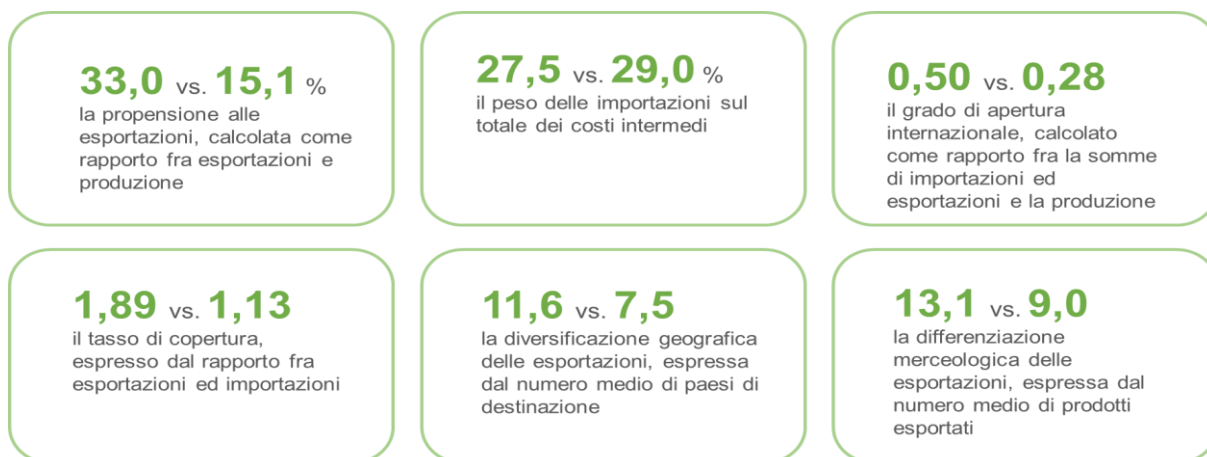 33,0 vs. 15,1 %
la propensione alle
esportazioni, calcolata come
rapporto fra esportazioni e
produzione
27,5 vs. 29,0 %
il peso delle importazioni sul
totale dei costi intermedi
0,50 vs. 0,28
il grado di apertura
internazionale, calcolato
come rapporto fra la somme
di importazioni ed
esportazioni e la produzione
1,89 vs. 1,13
il tasso di copertura,
espresso dal rapporto fra
esportazioni ed importazioni
11,6 vs. 7,5
la diversificazione geografica
delle esportazioni, espressa
dal numero medio di paesi di
destinazione
13,1 vs. 9,0
la differenziazione
merceologica delle
esportazioni, espressa dal
numero medio di prodotti
esportati